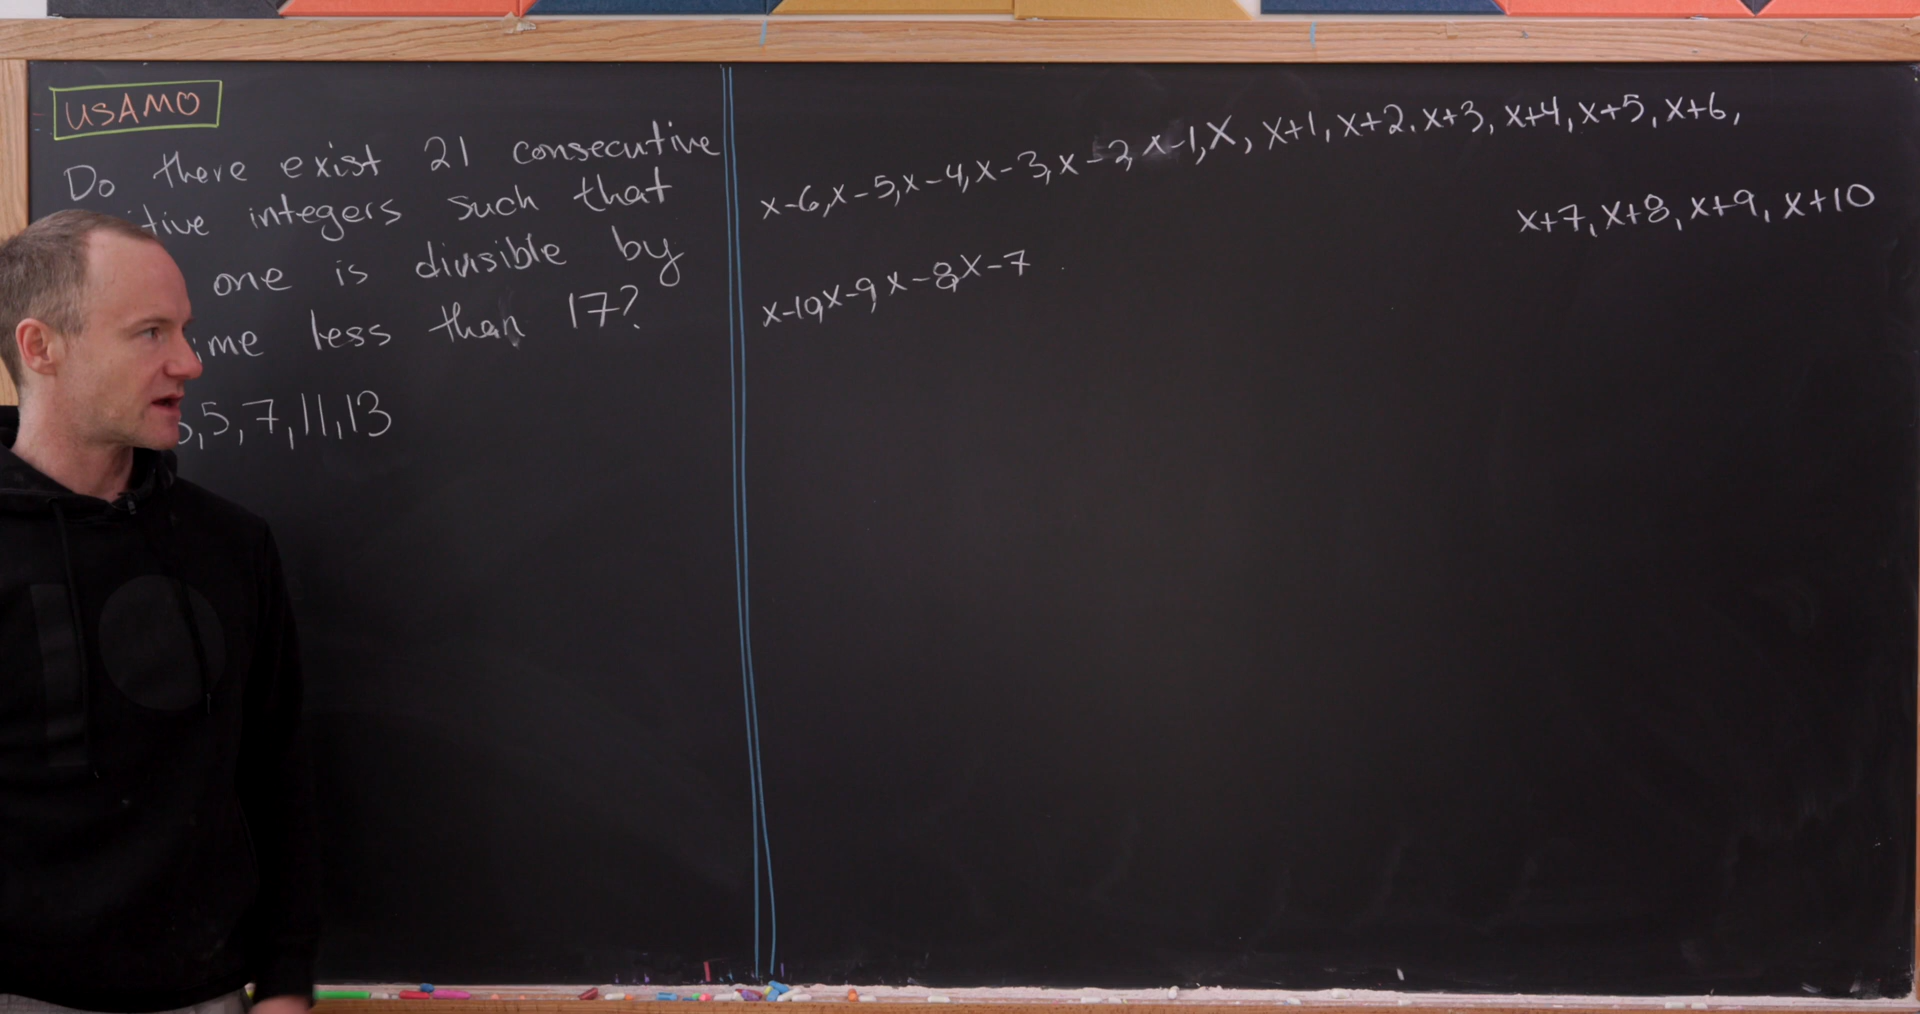 USAMO
Do there exist 21 consecutive
tive integers such that
one is divisible by
ime less than 17?
,5,7,11,13
x-6,x-5,x-4,x-3,x-2,x-1,x, x+1,x+2.x+3,x+4,x+5,x+6,
x+7,x+8,x+9,x+10
x-10,x-9,x-8,x-7